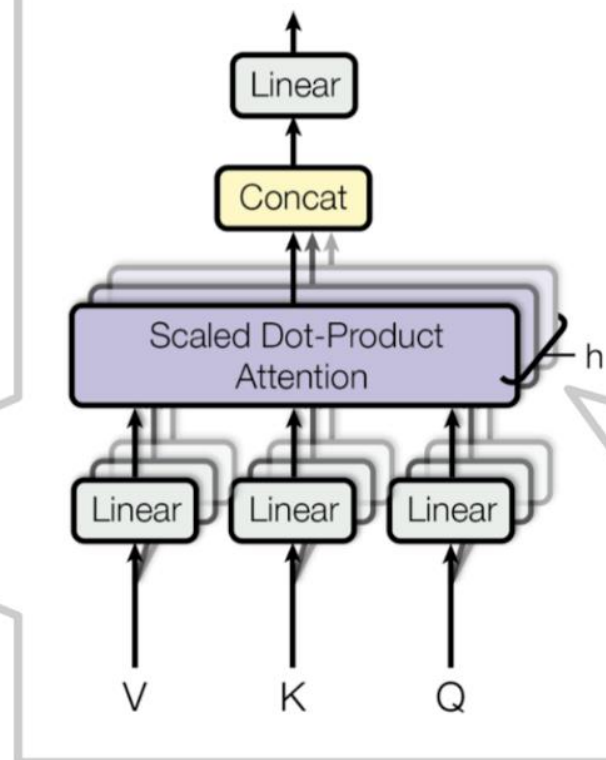 Linear
Concat
Scaled Dot-Product
Attention
h
Linear Linear Linear
V K Q